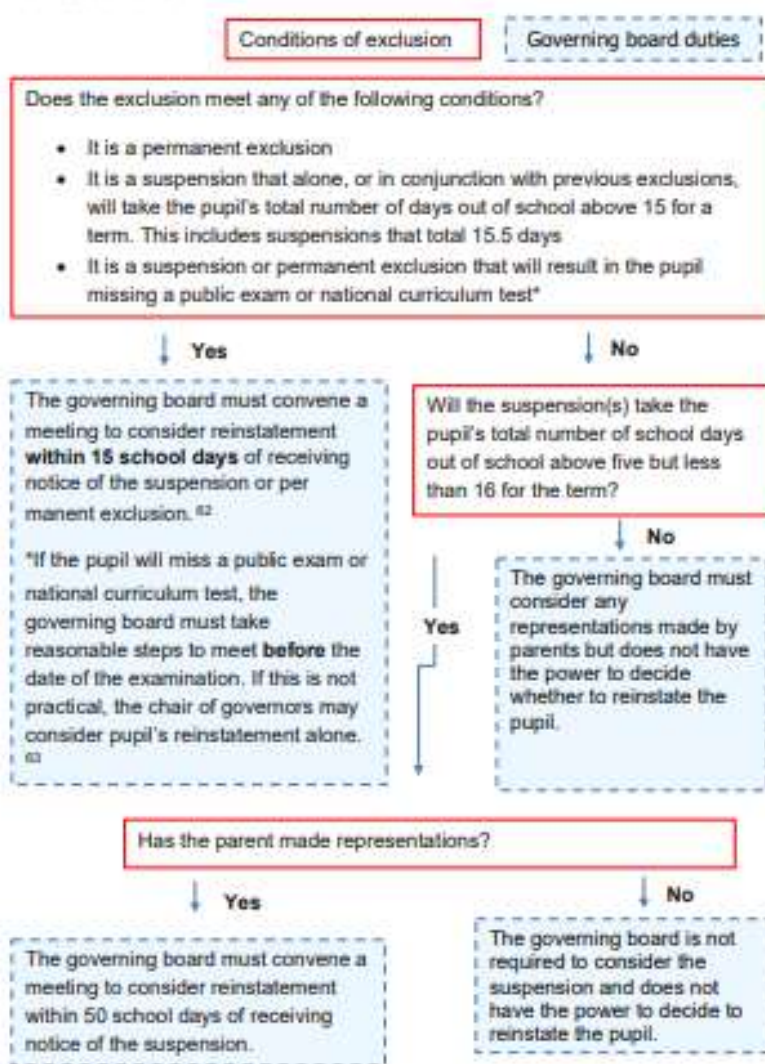 Conditions of exclusion
Governing board duties
Does the exclusion meet any of the following conditions?
• It is a permanent exclusion
• It is a suspension that alone, or in conjunction with previous exclusions,
will take the pupil's total number of days out of school above 15 for a
term. This includes suspensions that total 15.5 days
• It is a suspension or permanent exclusion that will result in the pupil
missing a public exam or national curriculum test*
Yes
No
The governing board must convene a
meeting to consider reinstatement
within 15 school days of receiving
notice of the suspension or per
manent exclusion. 62
*If the pupil will miss a public exam or
national curriculum test, the
governing board must take
reasonable steps to meet before the
date of the examination. If this is not
practical, the chair of governors may
consider pupil's reinstatement alone.
63
Will the suspension(s) take the
pupil's total number of school days
out of school above five but less
than 16 for the term?
No
Yes
The governing board must
consider any
representations made by
parents but does not have
the power to decide
whether to reinstate the
pupil.
Has the parent made representations?
Yes
No
The governing board must convene a
meeting to consider reinstatement
within 50 school days of receiving
notice of the suspension.
The governing board is not
required to consider the
suspension and does not
have the power to decide to
reinstate the pupil.